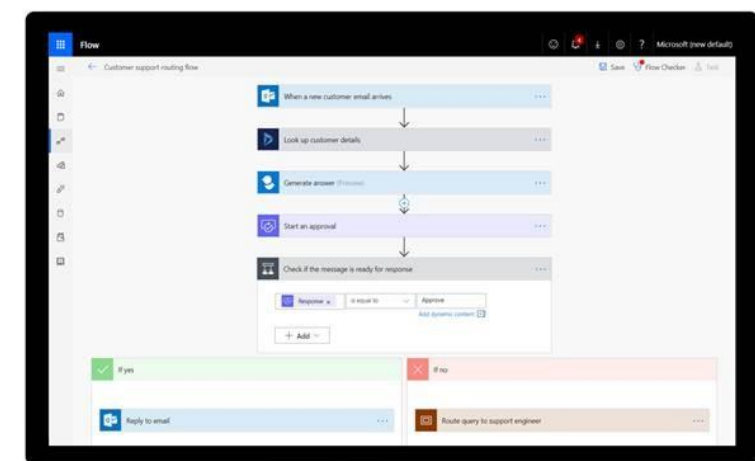 Flow
4
?
Microsoft (new default)
← Customer support routing flow
Save
Flow Checker
Test
When a new customer email arrives
Look up customer details
Generate answer (Preview)
Start an approval
Check if the message is ready for response
Response x
is equal to
Approve
Add dynamic content
+ Add
If yes
If no
Reply to email
Route query to support engineer